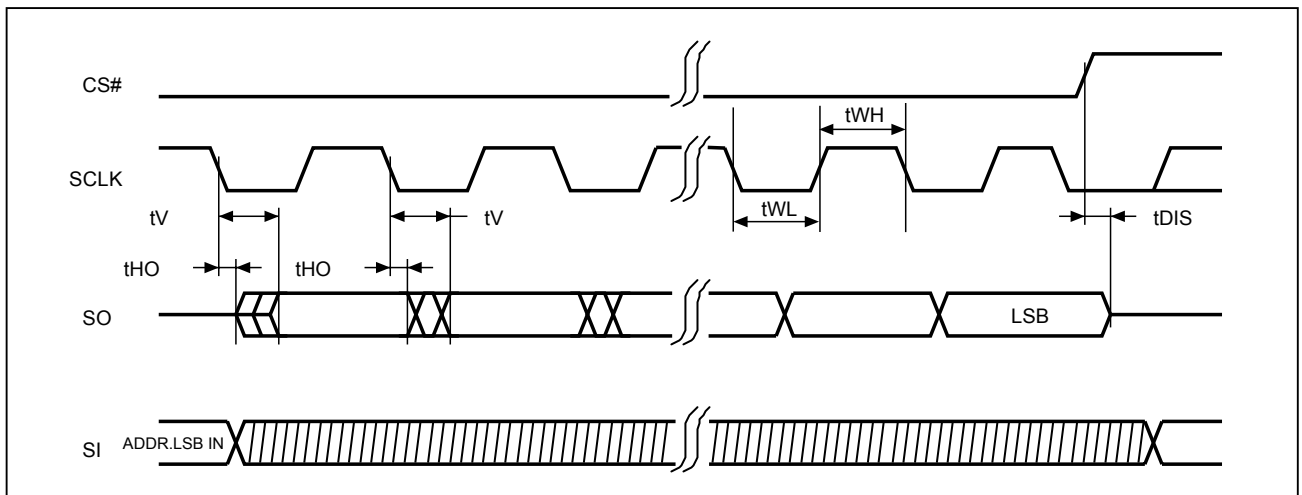 CS#
tWH
SCLK
tV
tV
tWL
tDIS
tHO
tHO
SO
LSB
SI
ADDR.LSB IN